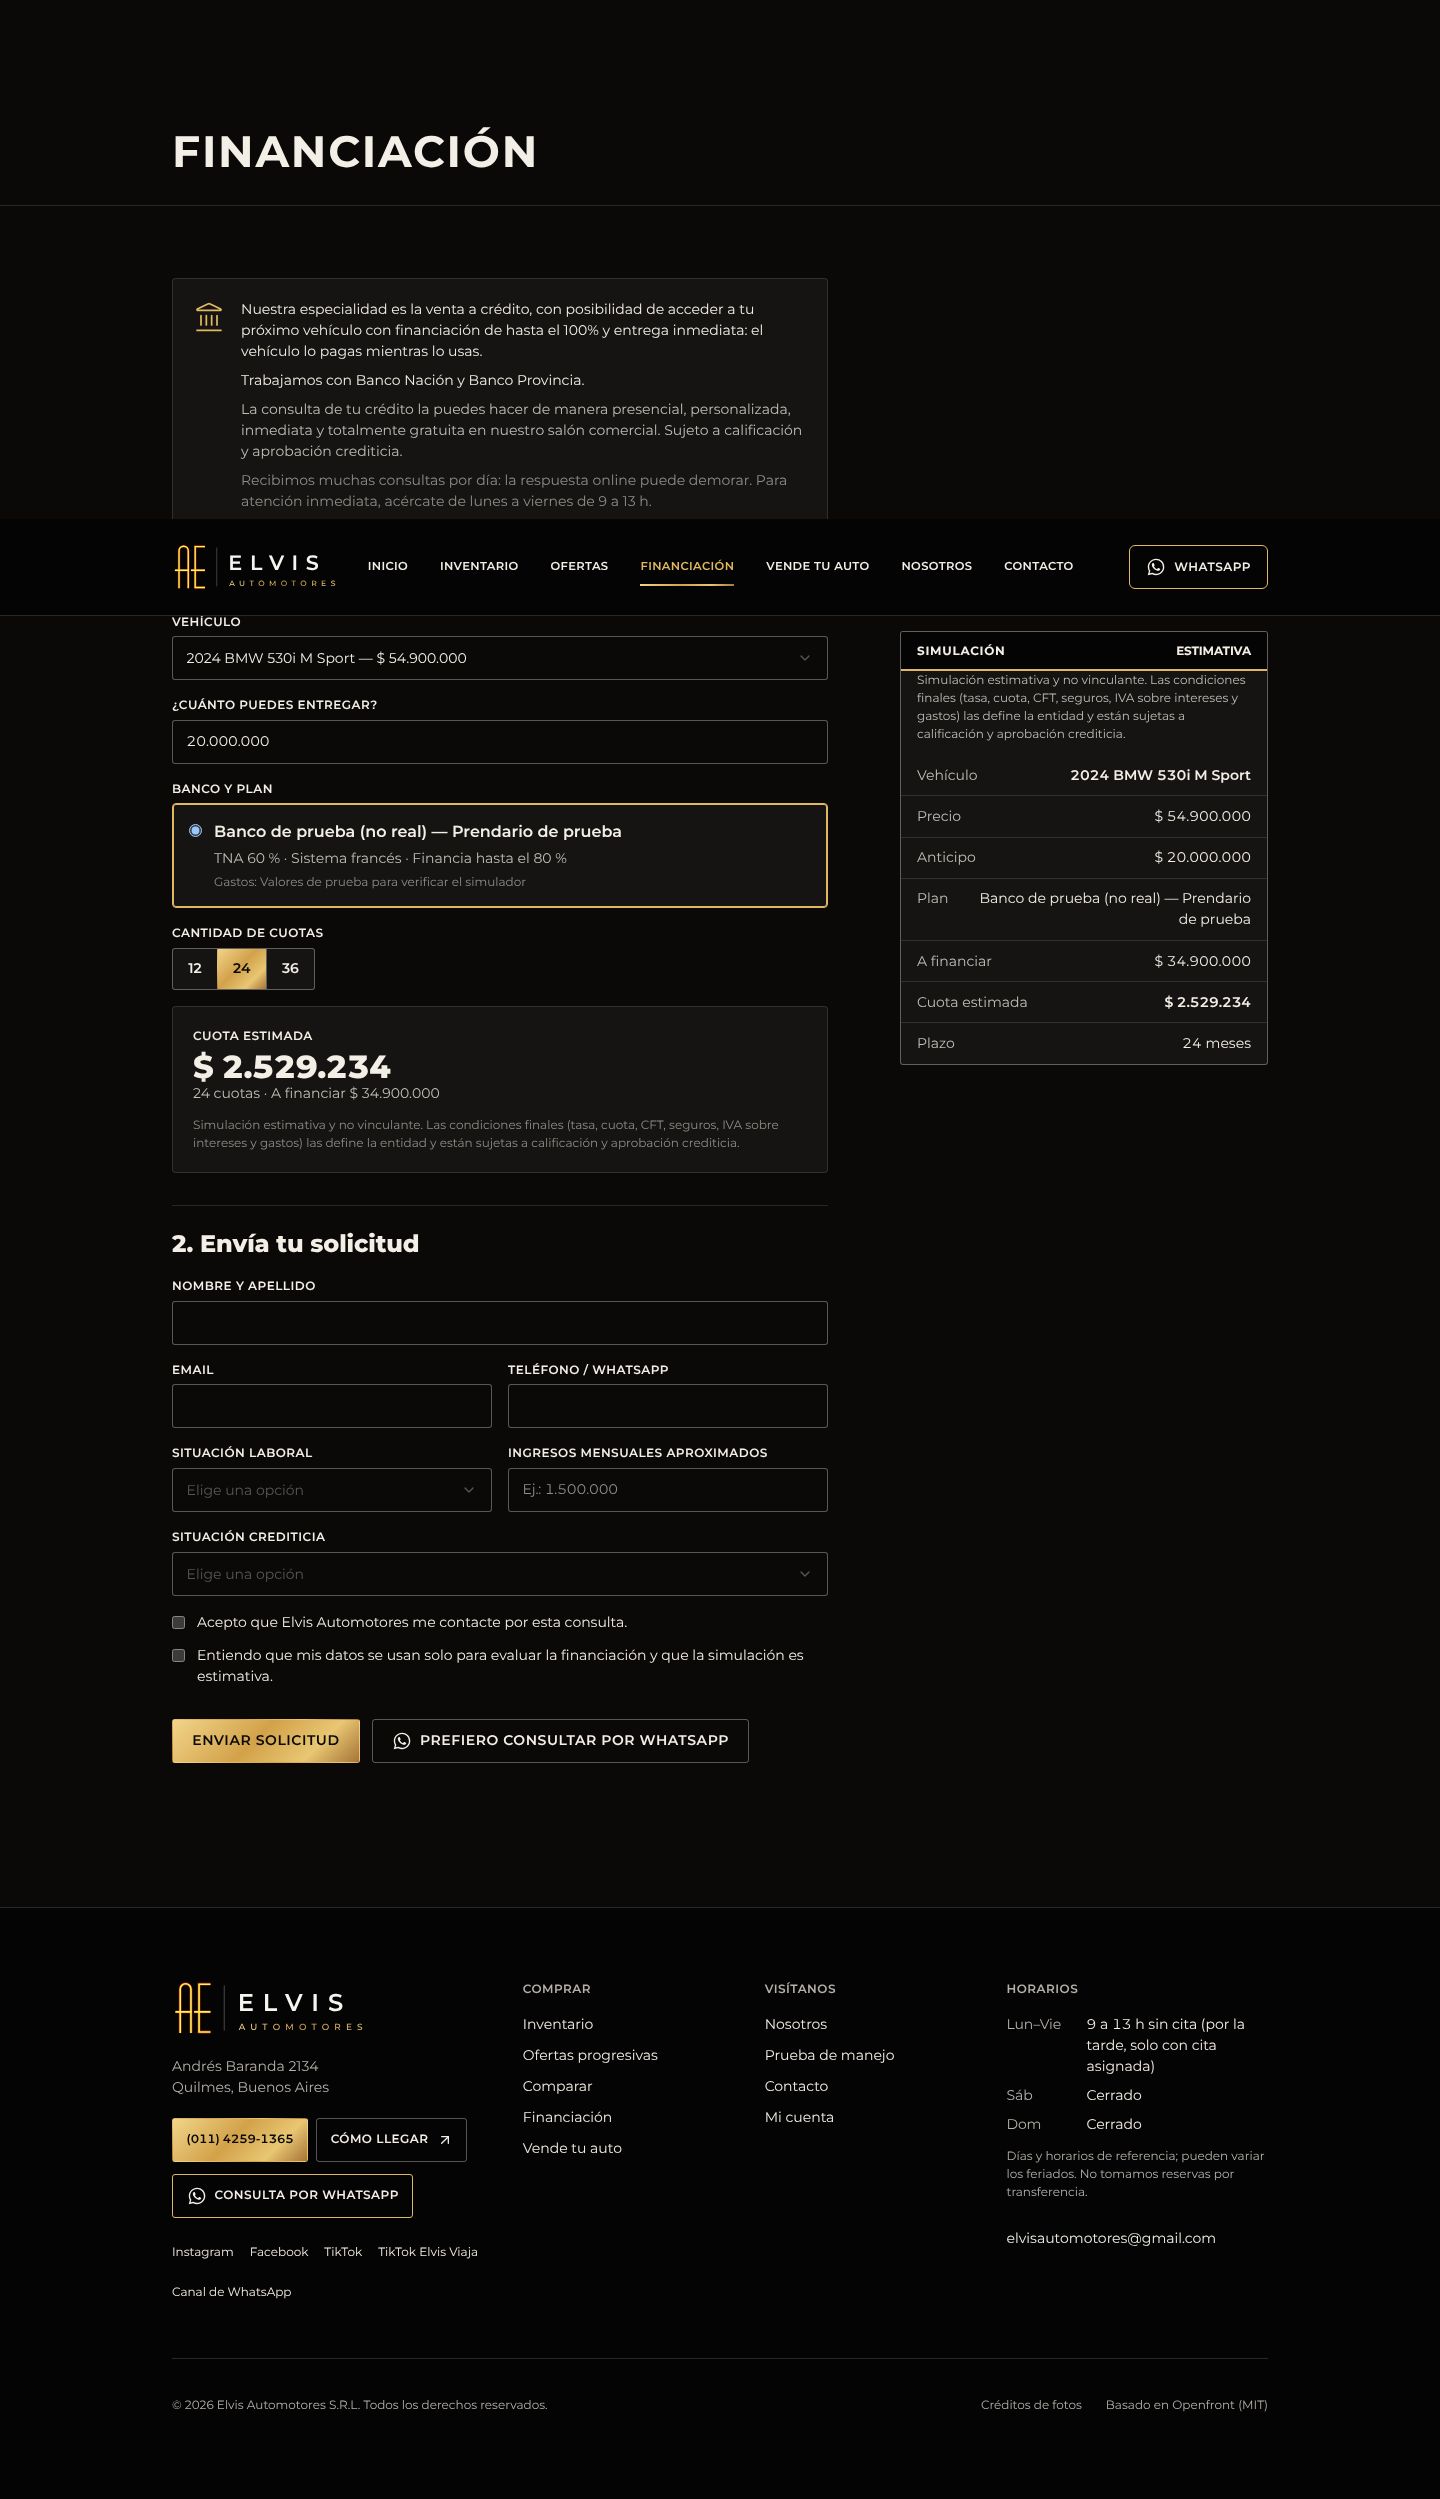 FINANCIACIÓN
Nuestra especialidad es la venta a crédito, con posibilidad de acceder a tu
próximo vehículo con financiación de hasta el 100% y entrega inmediata: el
vehículo lo pagas mientras lo usas.
Trabajamos con Banco Nación y Banco Provincia.
La consulta de tu crédito la puedes hacer de manera presencial, personalizada,
inmediata y totalmente gratuita en nuestro salón comercial. Sujeto a calificación
y aprobación crediticia.
Recibimos muchas consultas por día: la respuesta online puede demorar. Para
atención inmediata, acércate de lunes a viernes de 9 a 13 h.
AE ELVIS
AUTOMOTORES
INICIO
INVENTARIO
OFERTAS
FINANCIACIÓN
VENDE TU AUTO
NOSOTROS
CONTACTO
WHATSAPP
VEHÍCULO
2024 BMW 530i M Sport — $ 54.900.000
¿CUÁNTO PUEDES ENTREGAR?
20.000.000
BANCO Y PLAN
Banco de prueba (no real) — Prendario de prueba
TNA 60 % · Sistema francés · Financia hasta el 80 %
Gastos: Valores de prueba para verificar el simulador
CANTIDAD DE CUOTAS
12 24 36
CUOTA ESTIMADA
$ 2.529.234
24 cuotas · A financiar $ 34.900.000
Simulación estimativa y no vinculante. Las condiciones finales (tasa, cuota, CFT, seguros, IVA sobre
intereses y gastos) las define la entidad y están sujetas a calificación y aprobación crediticia.
SIMULACIÓN ESTIMATIVA
Simulación estimativa y no vinculante. Las condiciones
finales (tasa, cuota, CFT, seguros, IVA sobre intereses y
gastos) las define la entidad y están sujetas a
calificación y aprobación crediticia.
Vehículo 2024 BMW 530i M Sport
Precio $ 54.900.000
Anticipo $ 20.000.000
Plan Banco de prueba (no real) — Prendario
de prueba
A financiar $ 34.900.000
Cuota estimada $ 2.529.234
Plazo 24 meses
2. Envía tu solicitud
NOMBRE Y APELLIDO
EMAIL
TELÉFONO / WHATSAPP
SITUACIÓN LABORAL
Elige una opción
INGRESOS MENSUALES APROXIMADOS
Ej.: 1.500.000
SITUACIÓN CREDITICIA
Elige una opción
Acepto que Elvis Automotores me contacte por esta consulta.
Entiendo que mis datos se usan solo para evaluar la financiación y que la simulación es
estimativa.
ENVIAR SOLICITUD
PREFIERO CONSULTAR POR WHATSAPP
AE ELVIS
AUTOMOTORES
Andrés Baranda 2134
Quilmes, Buenos Aires
(011) 4259-1365
CÓMO LLEGAR
CONSULTA POR WHATSAPP
Instagram Facebook TikTok TikTok Elvis Viaja
Canal de WhatsApp
COMPRAR
Inventario
Ofertas progresivas
Comparar
Financiación
Vende tu auto
VISÍTANOS
Nosotros
Prueba de manejo
Contacto
Mi cuenta
HORARIOS
Lun–Vie 9 a 13 h sin cita (por la
tarde, solo con cita
asignada)
Sáb Cerrado
Dom Cerrado
Días y horarios de referencia; pueden variar
los feriados. No tomamos reservas por
transferencia.
elvisautomotores@gmail.com
© 2026 Elvis Automotores S.R.L. Todos los derechos reservados.
Créditos de fotos Basado en Openfront (MIT)